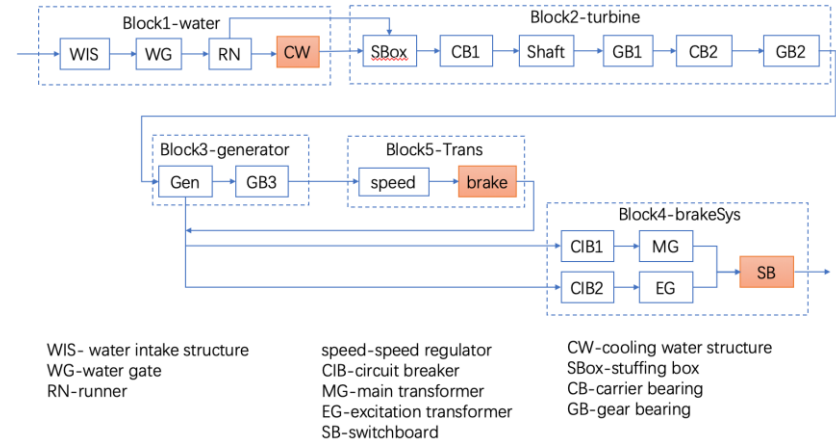 Block1-water
Block2-turbine
WIS
WG
RN
CW
SBox
CB1
Shaft
GB1
CB2
GB2
Block3-generator
Block5-Trans
Gen
GB3
speed
brake
Block4-brakeSys
CIB1
MG
CIB2
EG
SB
WIS- water intake structure
WG-water gate
RN-runner
speed-speed regulator
CIB-circuit breaker
MG-main transformer
EG-excitation transformer
SB-switchboard
CW-cooling water structure
SBox-stuffing box
CB-carrier bearing
GB-gear bearing